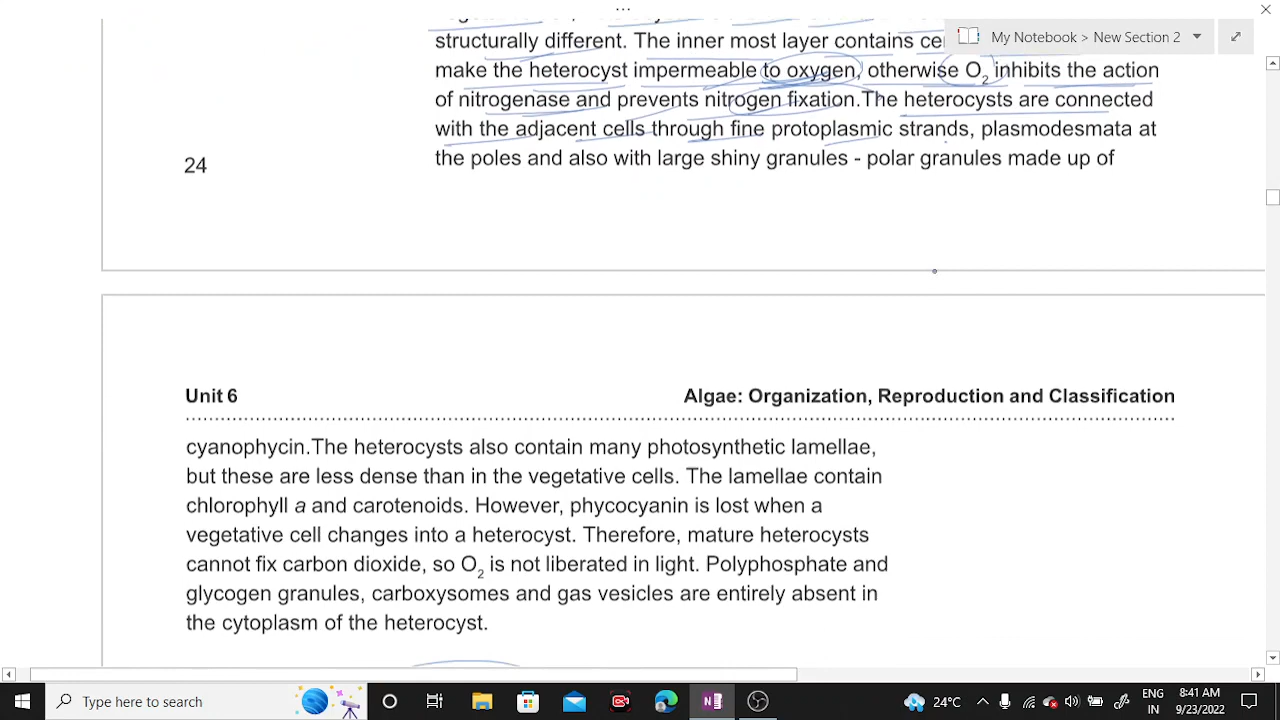 ...
structurally different. The inner most layer contains
My Notebook > New Section 2
make the heterocyst impermeable to oxygen, otherwise O₂ inhibits the action
of nitrogenase and prevents nitrogen fixation.The heterocysts are connected
with the adjacent cells through fine protoplasmic strands, plasmodesmata at
the poles and also with large shiny granules - polar granules made up of
24
Unit 6 Algae: Organization, Reproduction and Classification
cyanophycin.The heterocysts also contain many photosynthetic lamellae,
but these are less dense than in the vegetative cells. The lamellae contain
chlorophyll a and carotenoids. However, phycocyanin is lost when a
vegetative cell changes into a heterocyst. Therefore, mature heterocysts
cannot fix carbon dioxide, so O₂ is not liberated in light. Polyphosphate and
glycogen granules, carboxysomes and gas vesicles are entirely absent in
the cytoplasm of the heterocyst.
Type here to search
24°C
ENG
IN
8:41 AM
9/23/2022